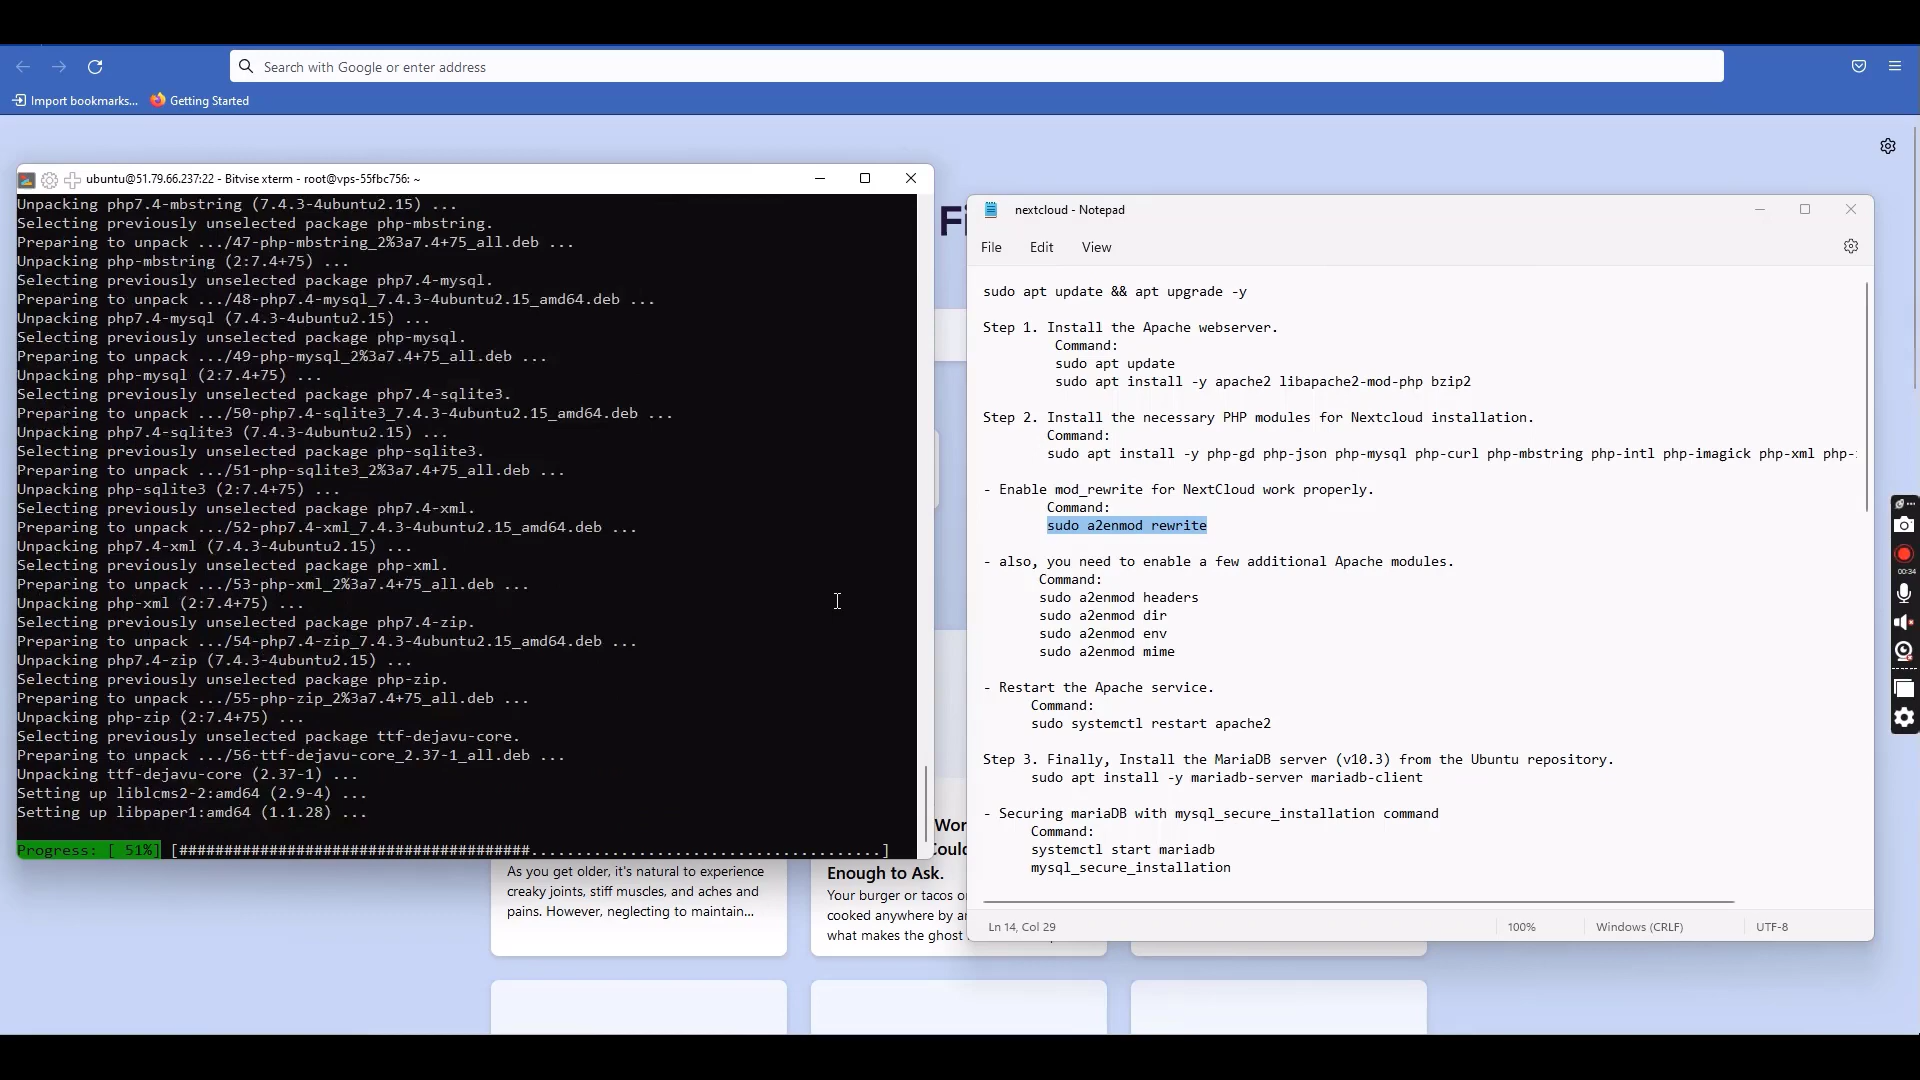 Search with Google or enter address
Import bookmarks...
Getting Started
ubuntu@51.79.66.237:22 - Bitvise xterm - root@vps-55fbc756: ~
Unpacking php7.4-mbstring (7.4.3-4ubuntu2.15) ...
Selecting previously unselected package php-mbstring.
Preparing to unpack .../47-php-mbstring_2%3a7.4+75_all.deb ...
Unpacking php-mbstring (2:7.4+75) ...
Selecting previously unselected package php7.4-mysql.
Preparing to unpack .../48-php7.4-mysql_7.4.3-4ubuntu2.15_amd64.deb ...
Unpacking php7.4-mysql (7.4.3-4ubuntu2.15) ...
Selecting previously unselected package php-mysql.
Preparing to unpack .../49-php-mysql_2%3a7.4+75_all.deb ...
Unpacking php-mysql (2:7.4+75) ...
Selecting previously unselected package php7.4-sqlite3.
Preparing to unpack .../50-php7.4-sqlite3_7.4.3-4ubuntu2.15_amd64.deb ...
Unpacking php7.4-sqlite3 (7.4.3-4ubuntu2.15) ...
Selecting previously unselected package php-sqlite3.
Preparing to unpack .../51-php-sqlite3_2%3a7.4+75_all.deb ...
Unpacking php-sqlite3 (2:7.4+75) ...
Selecting previously unselected package php7.4-xml.
Preparing to unpack .../52-php7.4-xml_7.4.3-4ubuntu2.15_amd64.deb ...
Unpacking php7.4-xml (7.4.3-4ubuntu2.15) ...
Selecting previously unselected package php-xml.
Preparing to unpack .../53-php-xml_2%3a7.4+75_all.deb ...
Unpacking php-xml (2:7.4+75) ...
Selecting previously unselected package php7.4-zip.
Preparing to unpack .../54-php7.4-zip_7.4.3-4ubuntu2.15_amd64.deb ...
Unpacking php7.4-zip (7.4.3-4ubuntu2.15) ...
Selecting previously unselected package php-zip.
Preparing to unpack .../55-php-zip_2%3a7.4+75_all.deb ...
Unpacking php-zip (2:7.4+75) ...
Selecting previously unselected package ttf-dejavu-core.
Preparing to unpack .../56-ttf-dejavu-core_2.37-1_all.deb ...
Unpacking ttf-dejavu-core (2.37-1) ...
Setting up liblcms2-2:amd64 (2.9-4) ...
Setting up libpaper1:amd64 (1.1.28) ...
Progress: [ 51%] [#######################################.......................................]
Fi
nextcloud - Notepad
File Edit View
sudo apt update && apt upgrade -y
Step 1. Install the Apache webserver.
Command:
sudo apt update
sudo apt install -y apache2 libapache2-mod-php bzip2
Step 2. Install the necessary PHP modules for Nextcloud installation.
Command:
sudo apt install -y php-gd php-json php-mysql php-curl php-mbstring php-intl php-imagick php-xml php-
- Enable mod_rewrite for NextCloud work properly.
Command:
sudo a2enmod rewrite
- also, you need to enable a few additional Apache modules.
Command:
sudo a2enmod headers
sudo a2enmod dir
sudo a2enmod env
sudo a2enmod mime
- Restart the Apache service.
Command:
sudo systemctl restart apache2
Step 3. Finally, Install the MariaDB server (v10.3) from the Ubuntu repository.
sudo apt install -y mariadb-server mariadb-client
- Securing mariaDB with mysql_secure_installation command
Command:
systemctl start mariadb
mysql_secure_installation
Ln 14, Col 29 100% Windows (CRLF) UTF-8
As you get older, it's natural to experience
creaky joints, stiff muscles, and aches and
pains. However, neglecting to maintain...
Wor
Could
Enough to Ask.
Your burger or tacos o
cooked anywhere by a
what makes the ghost
00:34